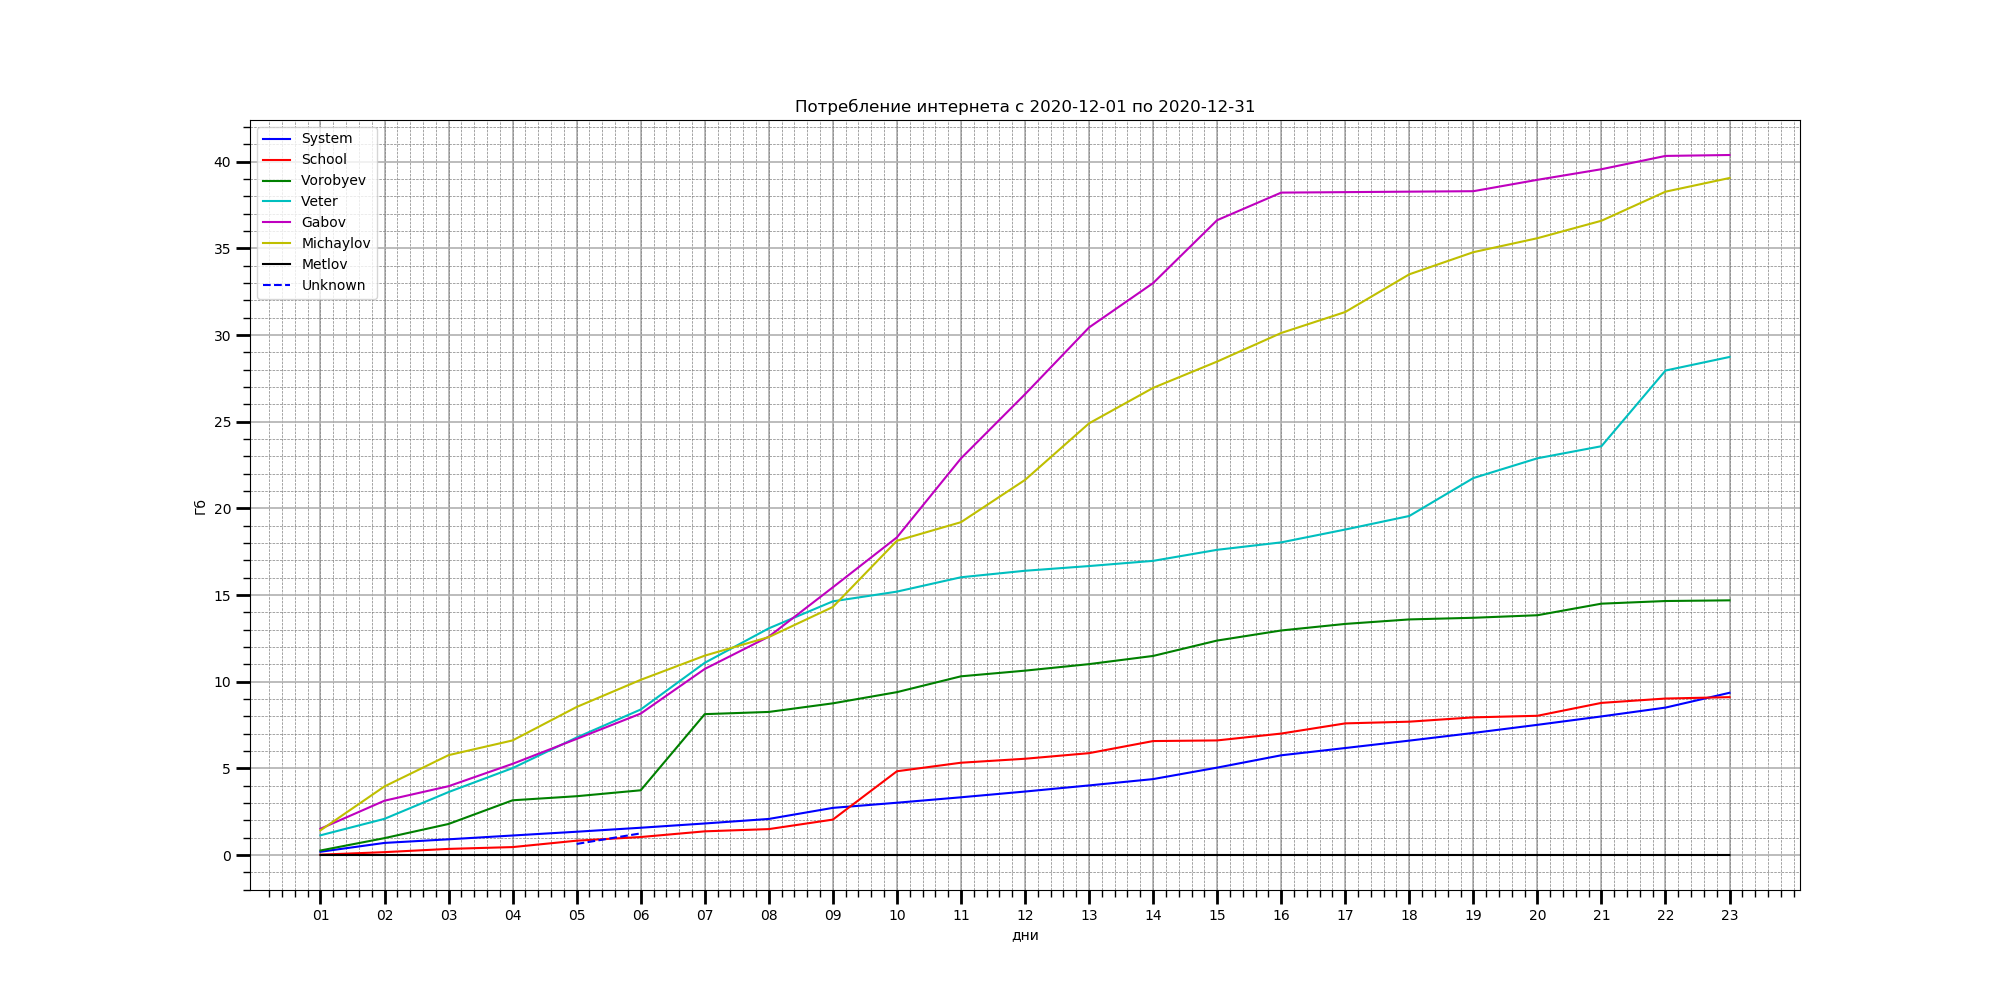 Потребление интернета с 2020-12-01 по 2020-12-31
System
School
Vorobyev
Veter
Gabov
Michaylov
Metlov
Unknown
Гб
40
35
30
25
20
15
10
5
0
01 02 03 04 05 06 07 08 09 10 11 12 13 14 15 16 17 18 19 20 21 22 23
дни